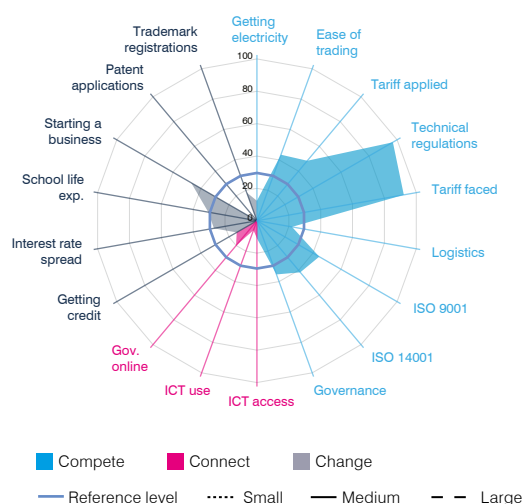 Getting
electricity
Ease of
trading
Tariff applied
Technical
regulations
Tariff faced
Logistics
ISO 9001
ISO 14001
Governance
ICT access
ICT use
Gov.
online
Getting
credit
Interest rate
spread
School life
exp.
Starting a
business
Patent
applications
Trademark
registrations
100
80
60
40
20
0
Compete Connect Change
Reference level Small Medium Large